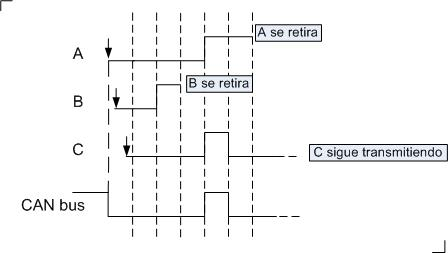 A se retira
A
B se retira
B
C
C sigue transmitiendo
CAN bus